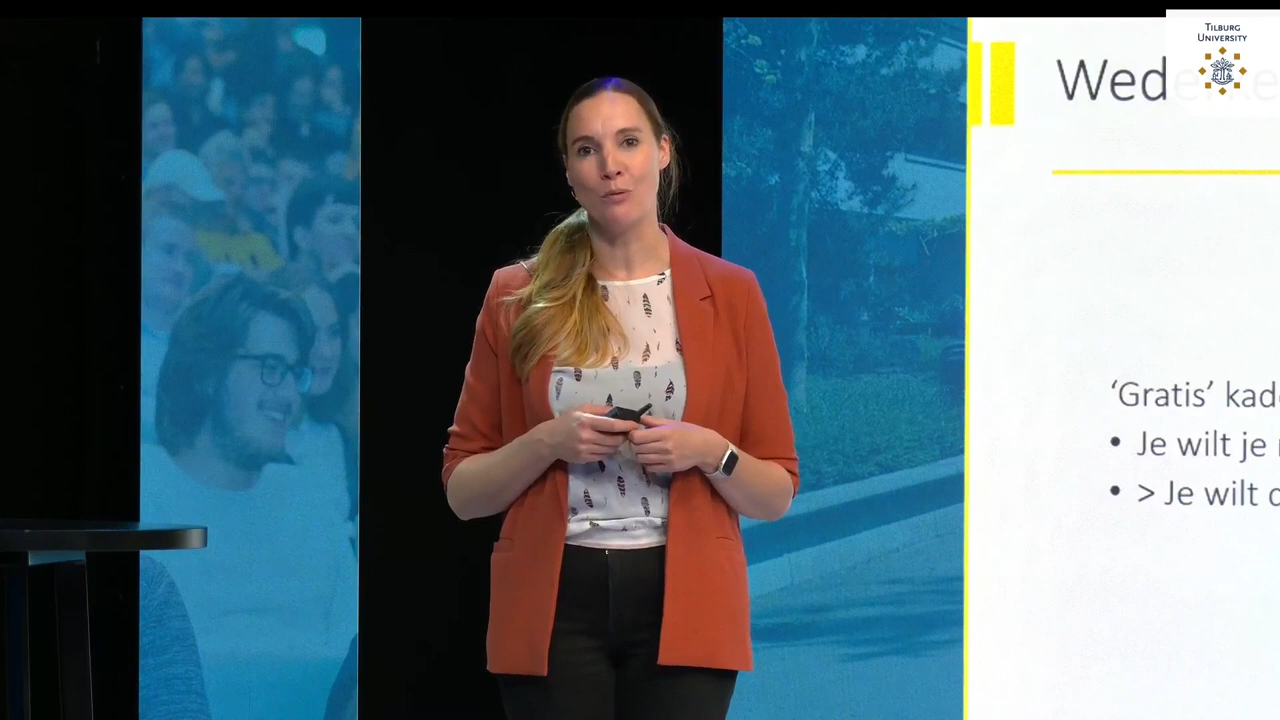 TILBURG
UNIVERSITY
Wed
'Gratis' kad
• Je wilt je
• > Je wilt